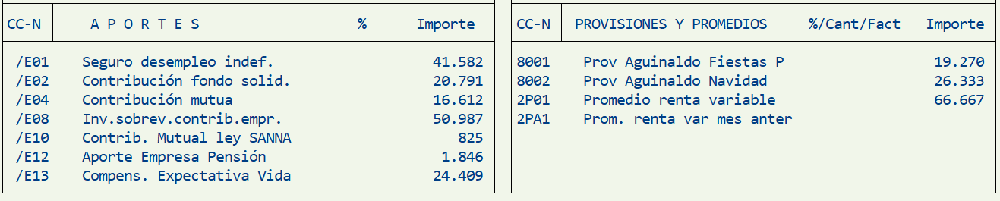 CC-N A P O R T E S % Importe
/E01 Seguro desempleo indef. 41.582
/E02 Contribución fondo solid. 20.791
/E04 Contribución mutua 16.612
/E08 Inv.sobrev.contrib.empr. 50.987
/E10 Contrib. Mutual ley SANNA 825
/E12 Aporte Empresa Pensión 1.846
/E13 Compens. Expectativa Vida 24.409
CC-N PROVISIONES Y PROMEDIOS %/Cant/Fact Importe
8001 Prov Aguinaldo Fiestas P 19.270
8002 Prov Aguinaldo Navidad 26.333
2P01 Promedio renta variable 66.667
2PA1 Prom. renta var mes anter